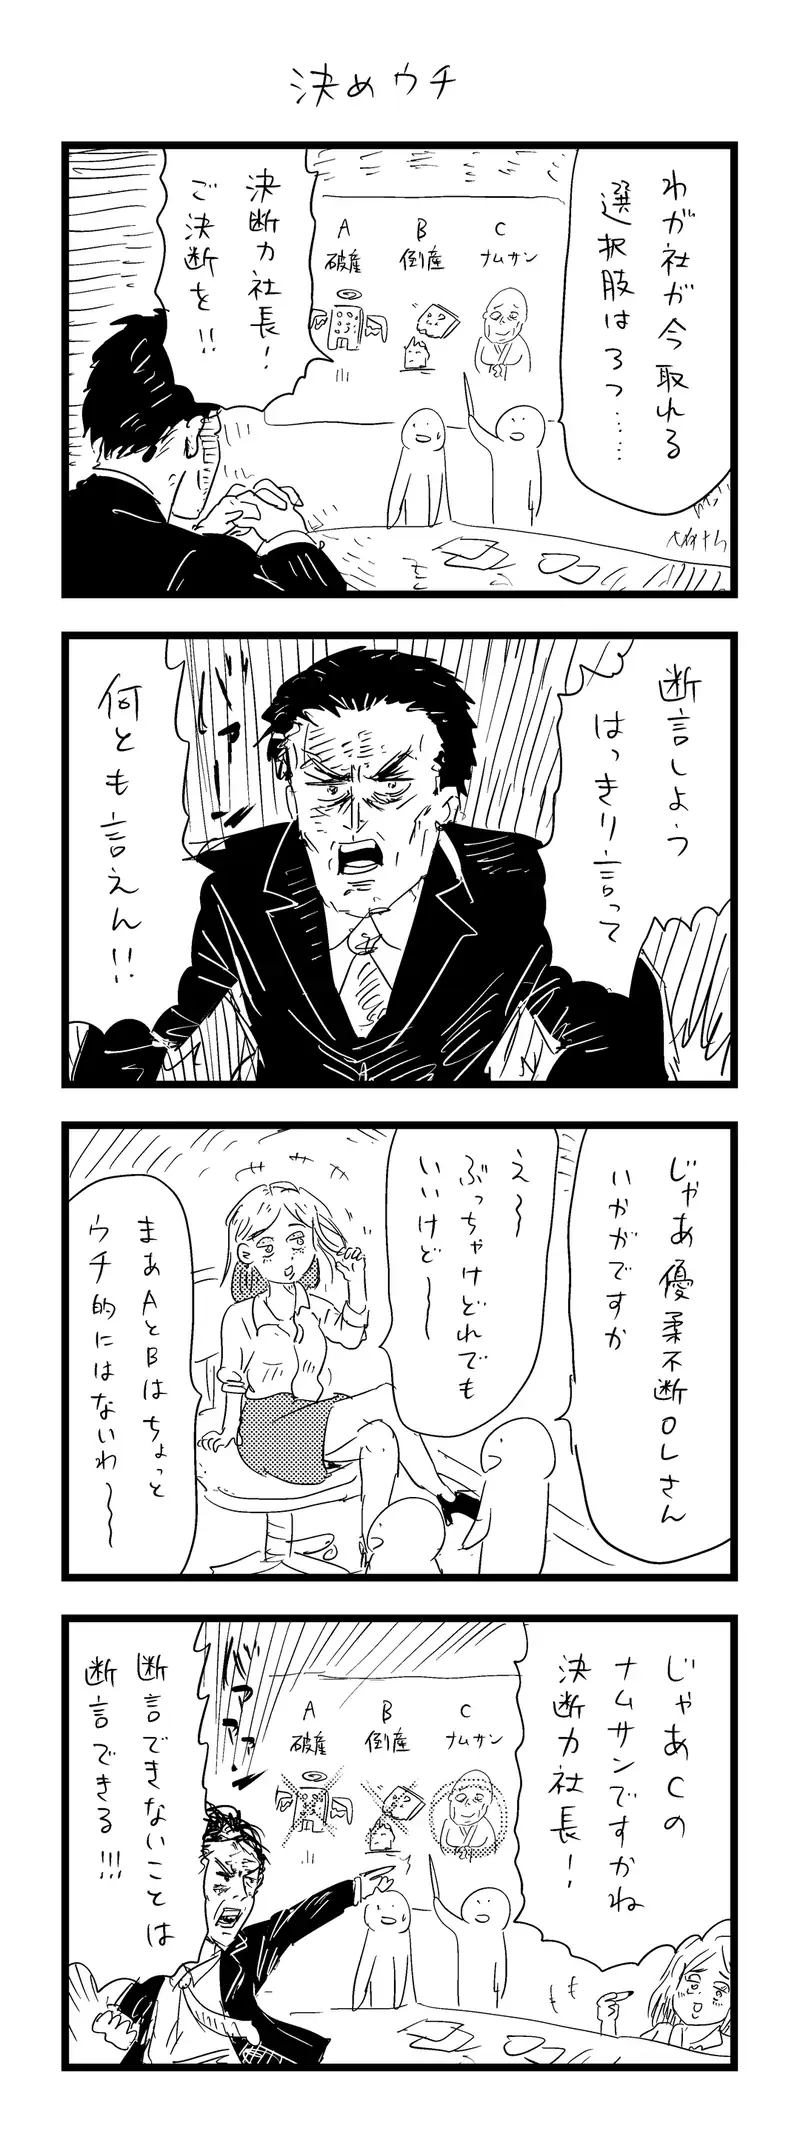 決めウチ
わが社が今取れる
選択肢は3つ……
A
破産
B
倒産
C
ナムサン
決断力社長!
ご決断を!!
断言しよう
はっきり言って
何とも言えん!!
じゃあ優柔不断OLさん
いかがですか
え〜
ぶっちゃけどれでも
いいけど〜
まぁAとBはちょっと
ウチ的にはないわ〜
じゃあCの
ナムサンですかね
決断力社長!
A
破産
B
倒産
C
ナムサン
断言できないことは
断言できる!!!